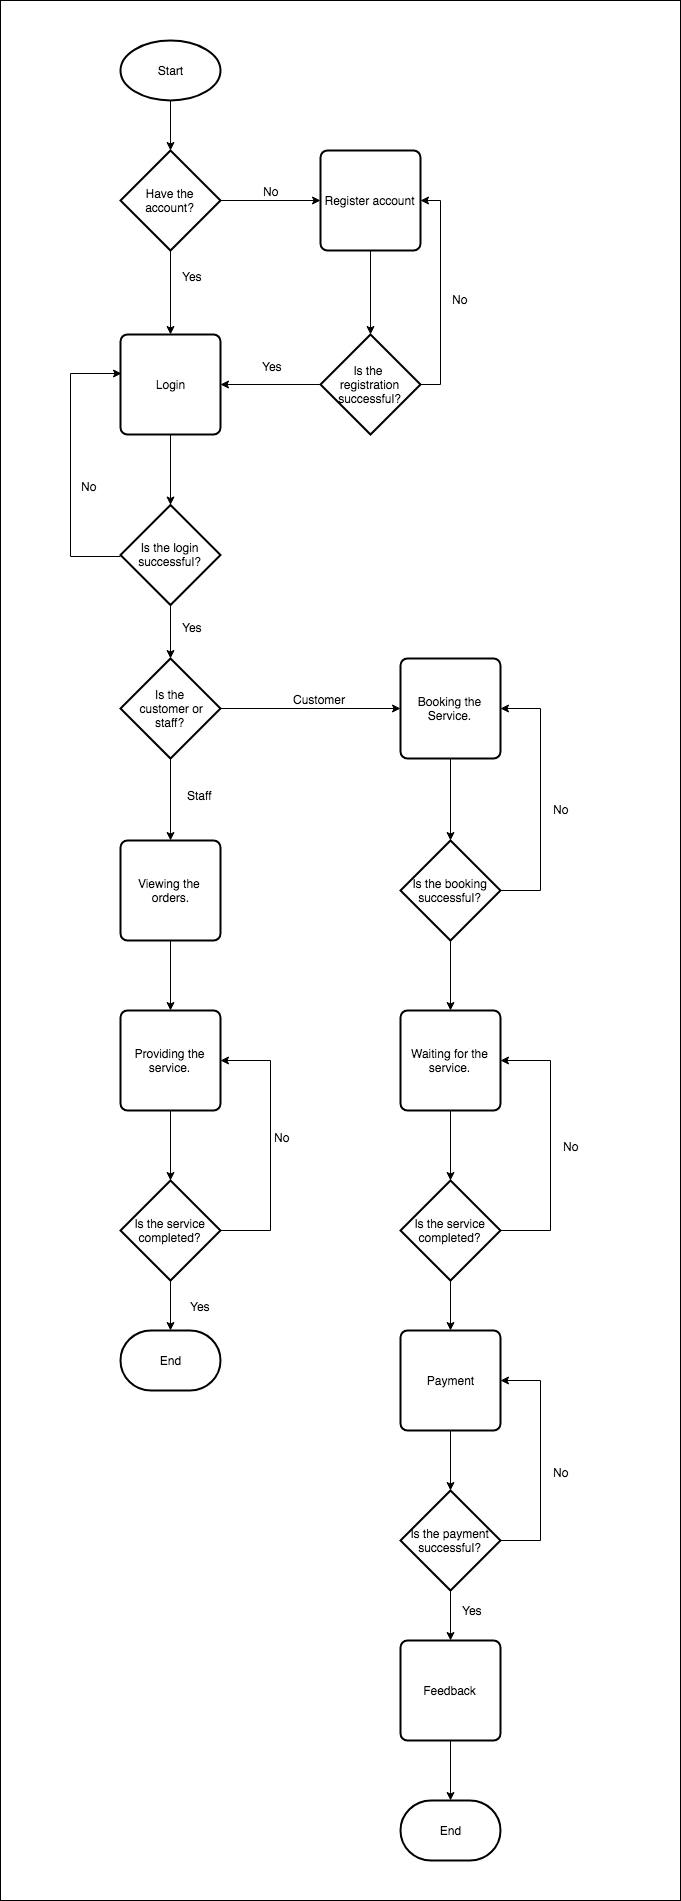 Start
Have the
account?
No
Register account
Yes
No
Login
Yes
Is the
registration
successful?
No
Is the login
successful?
Yes
Is the
customer or
staff?
Customer
Booking the
Service.
Staff
No
Viewing the
orders.
Is the booking
successful?
Providing the
service.
Waiting for the
service.
No
No
Is the service
completed?
Is the service
completed?
Yes
End
Payment
No
Is the payment
successful?
Yes
Feedback
End